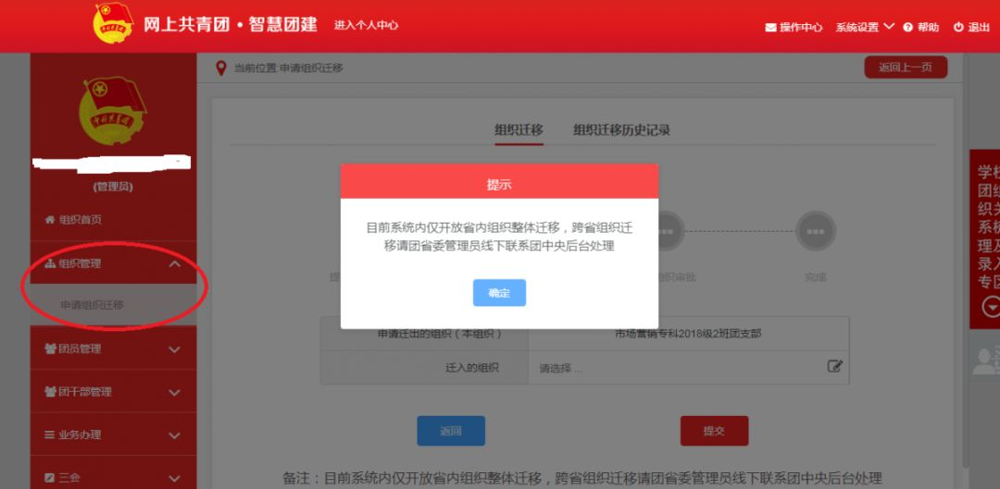 网上共青团·智慧团建 进入个人中心 操作中心 系统设置 帮助 退出
当前位置 申请组织迁移 返回上一页
(管理员)
组织首页
组织管理
申请组织迁移
团员管理
团干部管理
业务办理
三会
组织迁移 组织迁移历史记录
提示
目前系统内仅开放省内组织整体迁移，跨省组织迁
移请团省委管理员线下联系团中央后台处理
确定
组织审批 完成
申请迁出的组织（本组织） 市场营销专科2018级2班团支部
迁入的组织 请选择 ...
返回 提交
备注：目前系统内仅开放省内组织整体迁移，跨省组织迁移请团省委管理员线下联系团中央后台处理
学校
团组
织关
系
理及
录入
专区